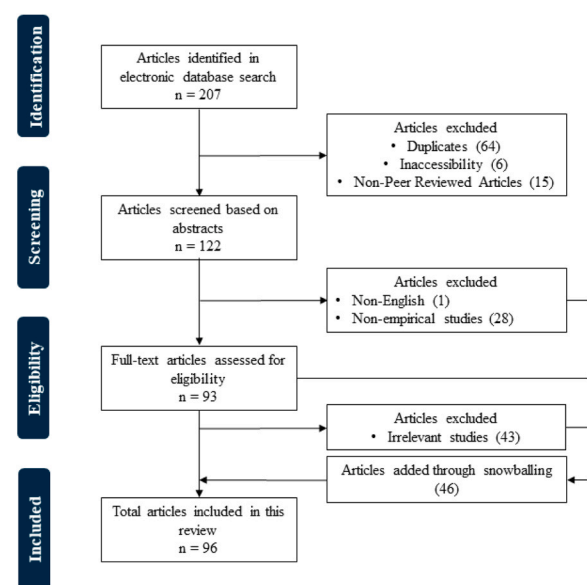 Identification
Articles identified in
electronic database search
n = 207
Articles excluded
• Duplicates (64)
• Inaccessibility (6)
• Non-Peer Reviewed Articles (15)
Screening
Articles screened based on
abstracts
n = 122
Articles excluded
• Non-English (1)
• Non-empirical studies (28)
Eligibility
Full-text articles assessed for
eligibility
n = 93
Articles excluded
• Irrelevant studies (43)
Articles added through snowballing
(46)
Included
Total articles included in this
review
n = 96